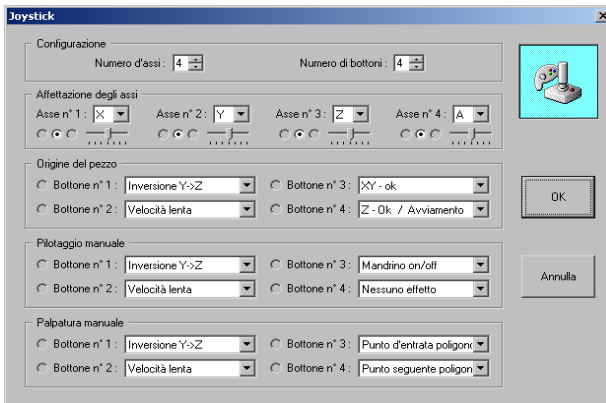 Joystick
Configurazione
Numero d'assi : 4 Numero di bottoni : 4
Affettazione degli assi
Asse n° 1 : X Asse n° 2 : Y Asse n° 3 : Z Asse n° 4 : A
Origine del pezzo
Bottone n° 1 : Inversione Y->Z Bottone n° 3 : XY - ok
Bottone n° 2 : Velocità lenta Bottone n° 4 : Z - Ok / Avviamento
OK
Pilotaggio manuale
Bottone n° 1 : Inversione Y->Z Bottone n° 3 : Mandrino on/off
Bottone n° 2 : Velocità lenta Bottone n° 4 : Nessuno effetto
Annulla
Palpatura manuale
Bottone n° 1 : Inversione Y->Z Bottone n° 3 : Punto d'entrata poligono
Bottone n° 2 : Velocità lenta Bottone n° 4 : Punto seguente poligon